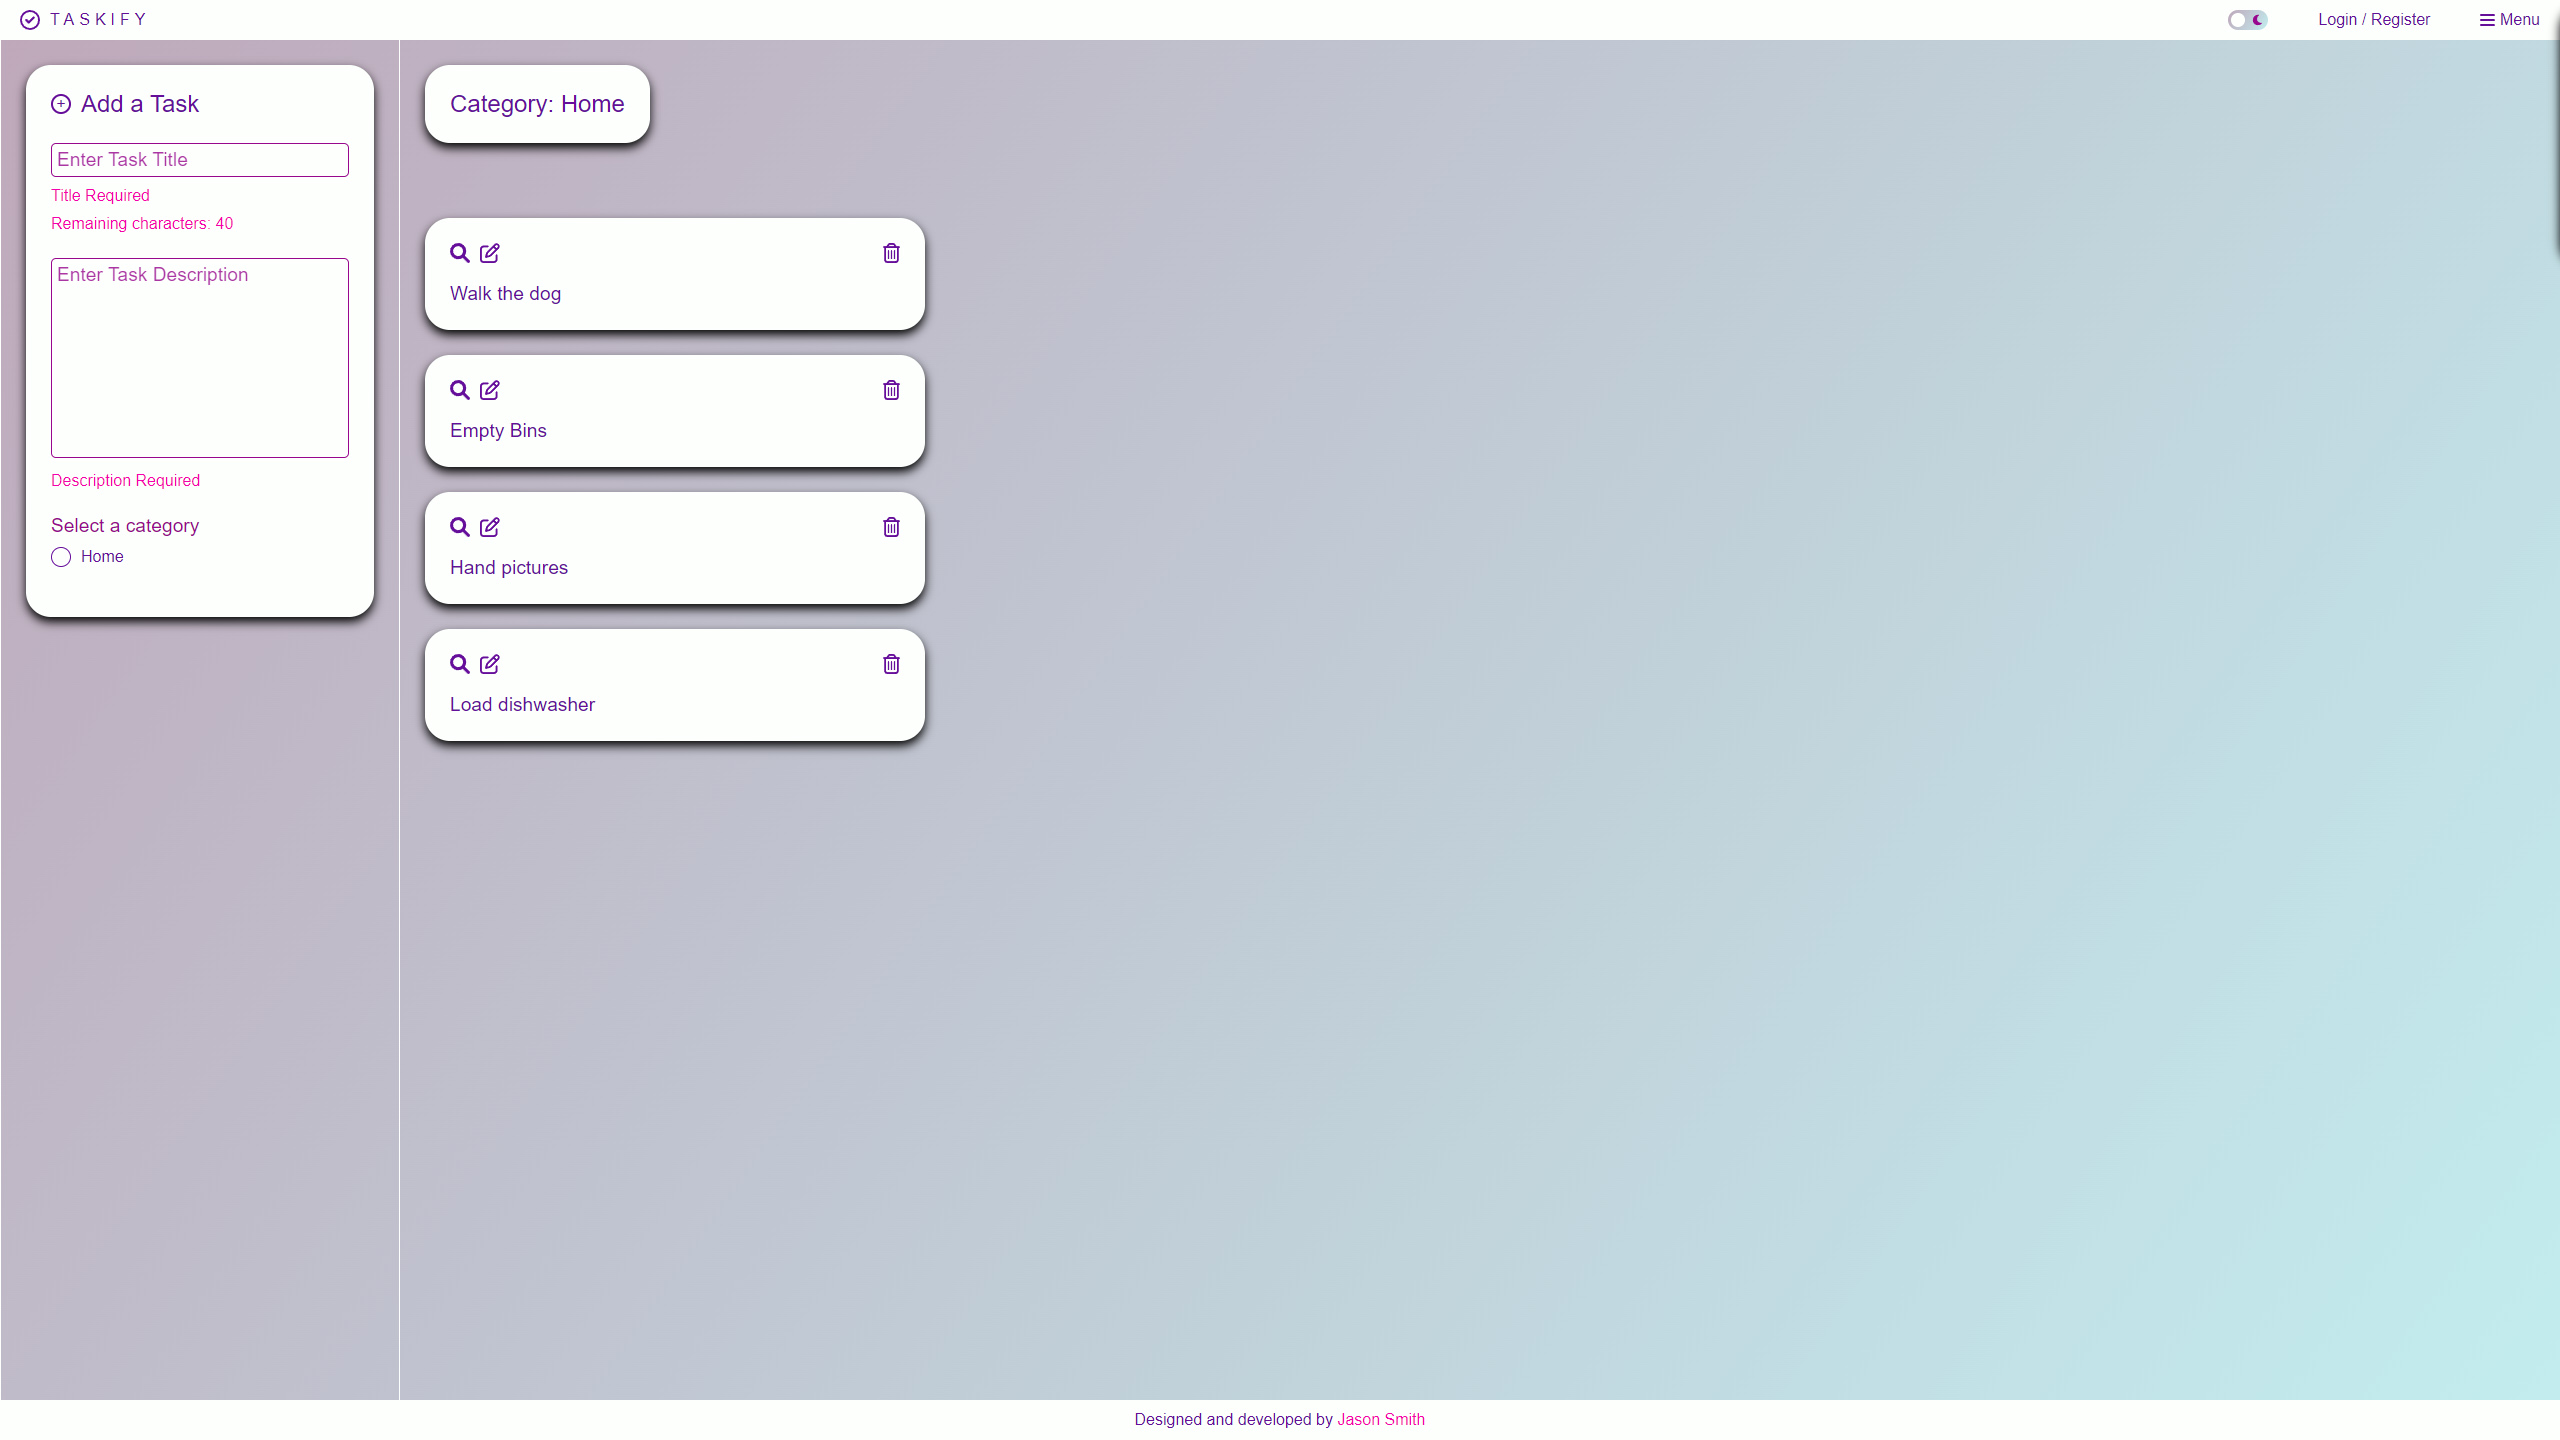 TASKIFY
Login / Register
Menu
Add a Task
Enter Task Title
Title Required
Remaining characters: 40
Enter Task Description
Description Required
Select a category
Home
Category: Home
Walk the dog
Empty Bins
Hand pictures
Load dishwasher
Designed and developed by Jason Smith